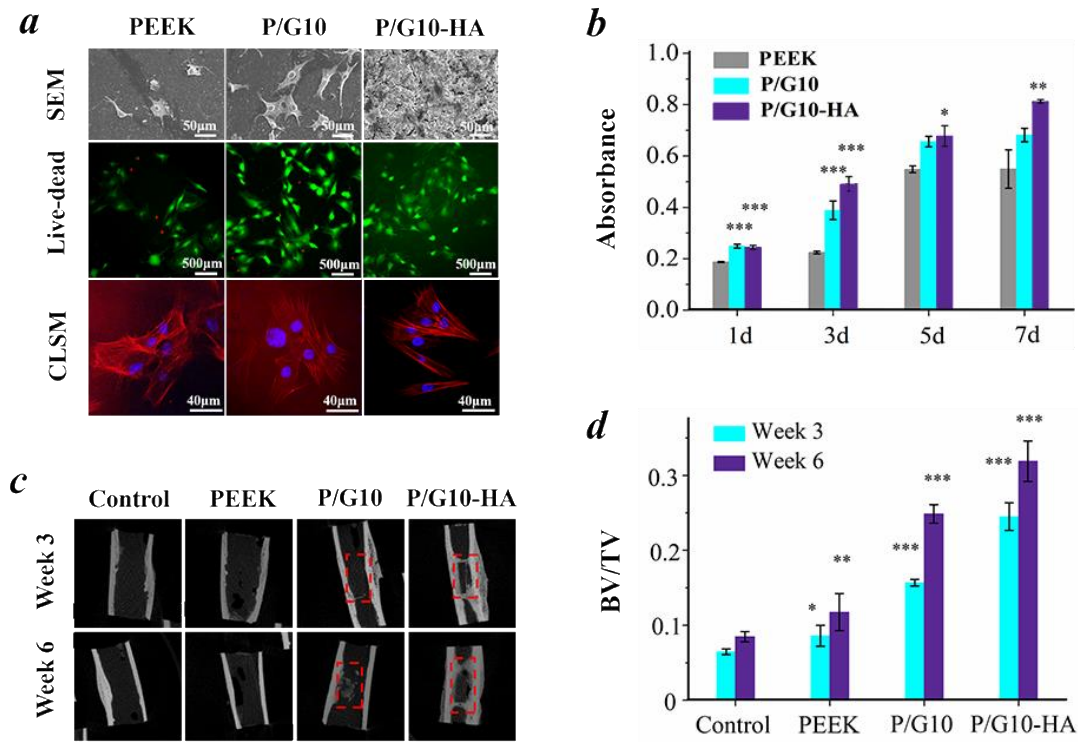 a
PEEK P/G10 P/G10-HA
SEM
50μm 50μm 50μm
Live-dead
500μm 500μm 500μm
CLSM
40μm 40μm 40μm
b
Absorbance
1.0
0.8
0.6
0.4
0.2
0.0
PEEK
P/G10
P/G10-HA
*** *** *** *** * **
1d 3d 5d 7d
c
Control PEEK P/G10 P/G10-HA
Week 3
Week 6
d
BV/TV
0.3
0.2
0.1
0
Week 3
Week 6
* ** *** *** *** ***
Control PEEK P/G10 P/G10-HA